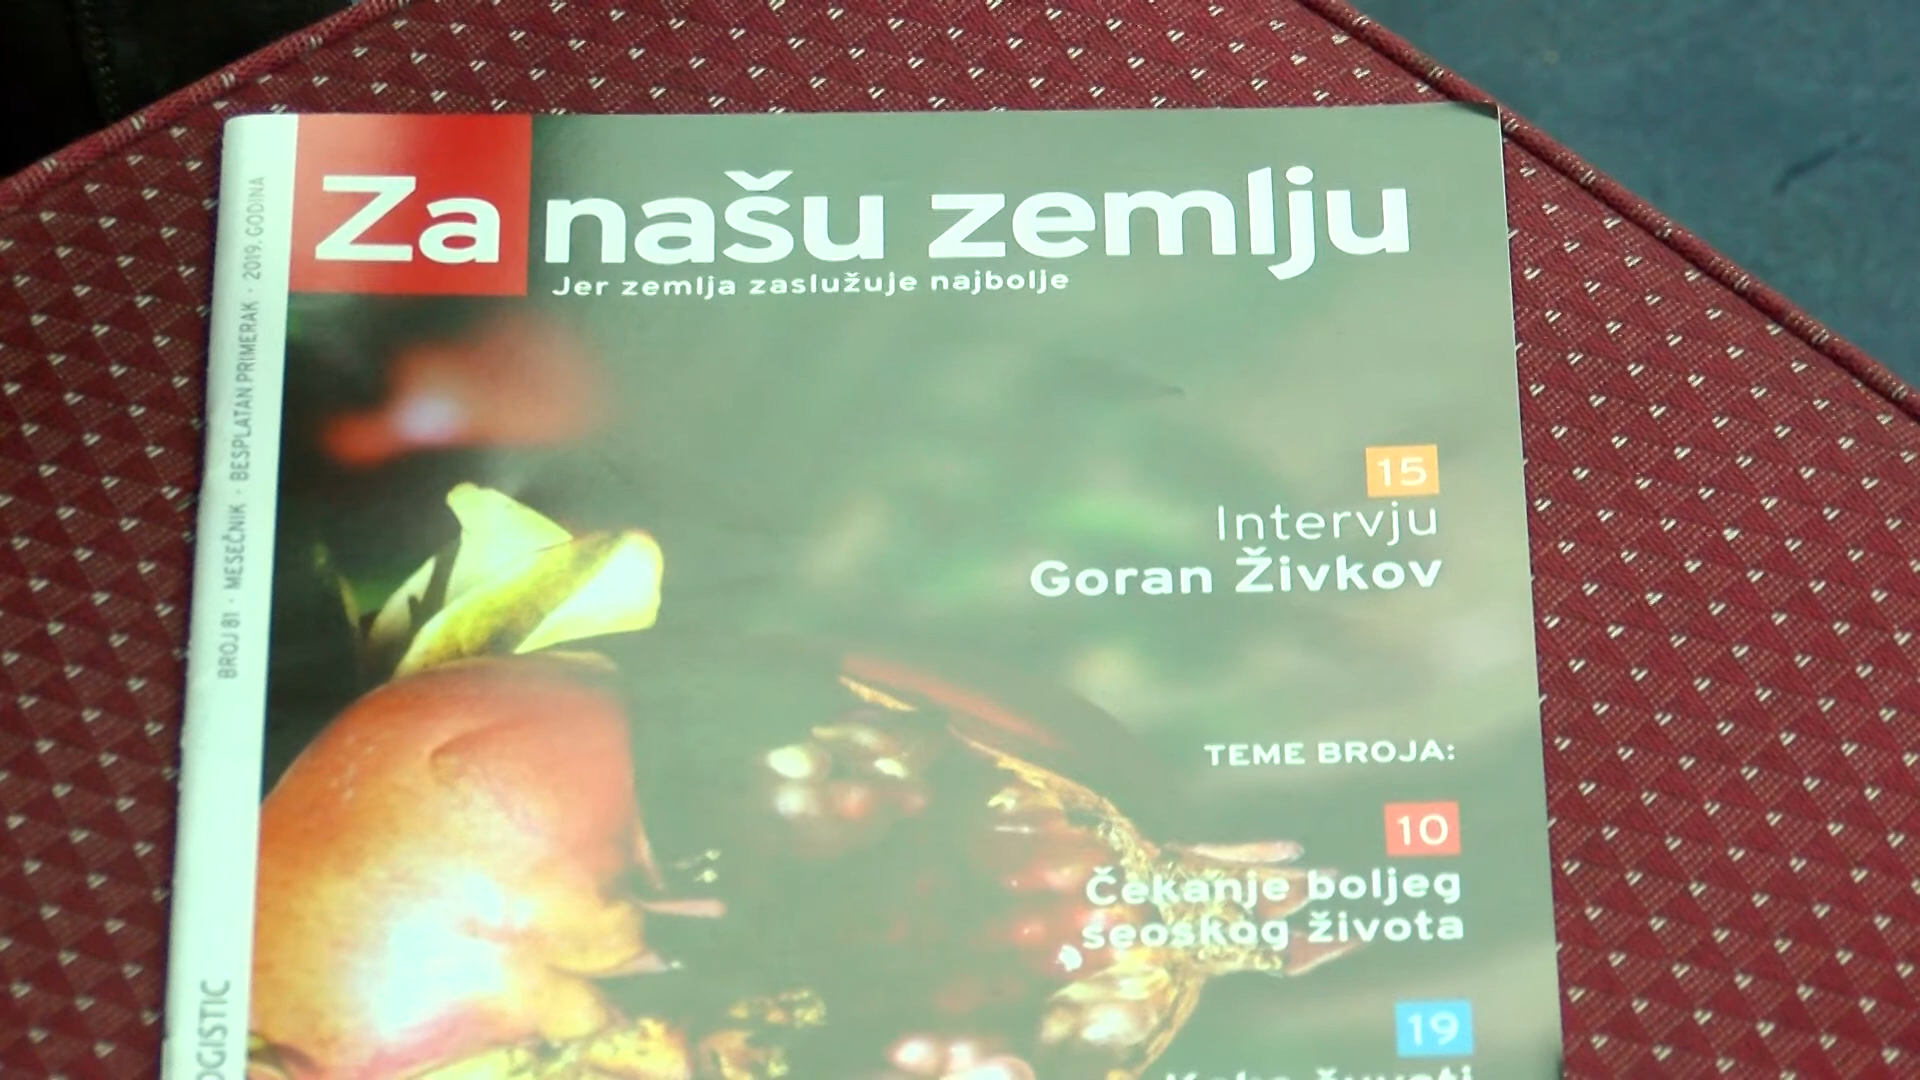 Za našu zemlju
Jer zemlja zaslužuje najbolje
BROJ 81 · MESEČNIK · BESPLATAN PRIMERAK · 2019. GODINA
15
Intervju
Goran Živkov
TEME BROJA:
10
Čekanje boljeg
seoskog života
19